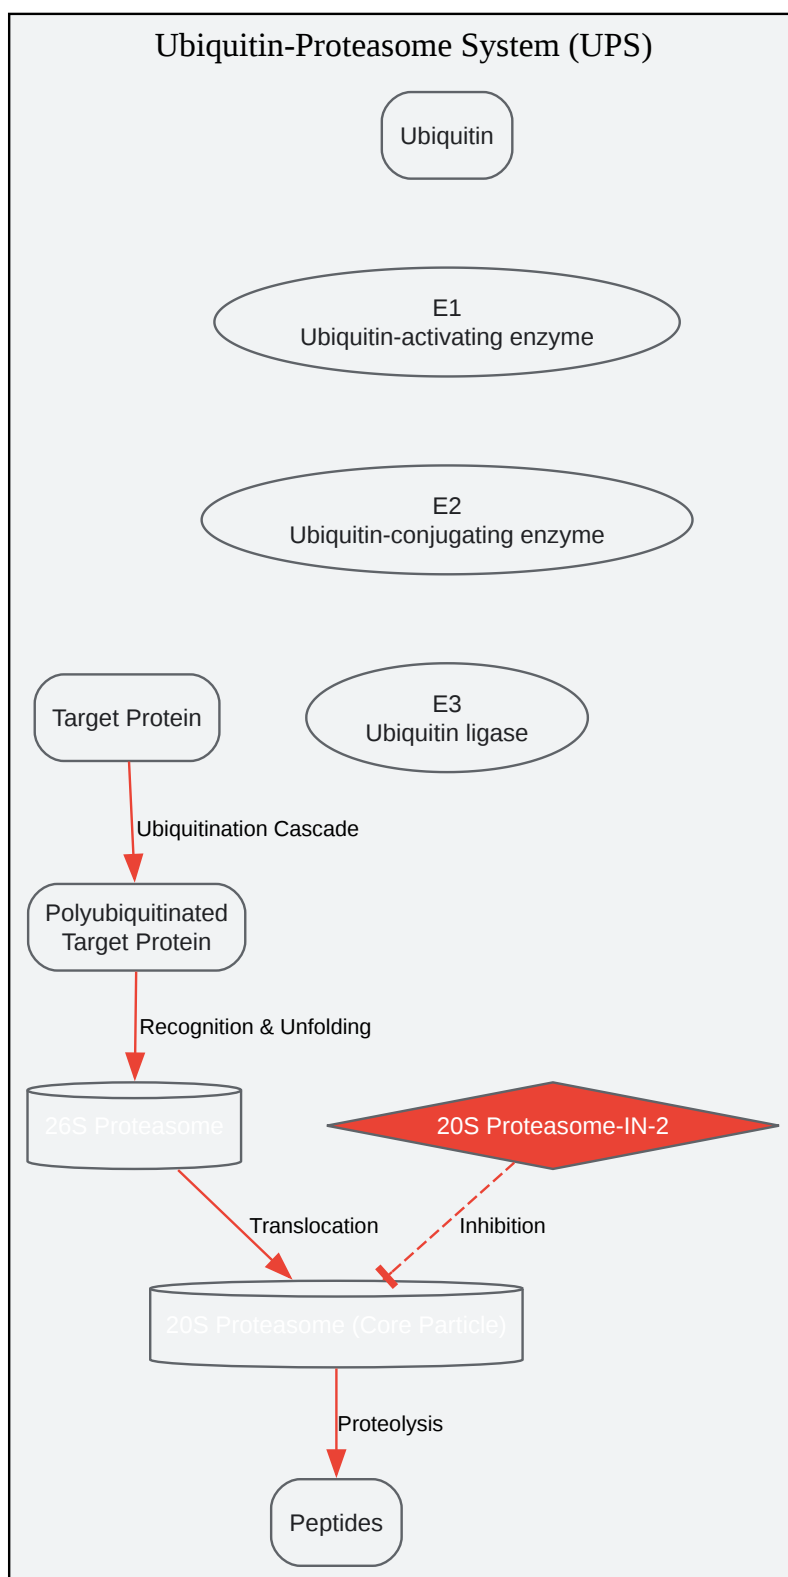 Ubiquitin-Proteasome System (UPS)
Ubiquitin
E1
Ubiquitin-activating enzyme
E2
Ubiquitin-conjugating enzyme
E3
Ubiquitin ligase
Target Protein
Ubiquitination Cascade
Polyubiquitinated
Target Protein
Recognition & Unfolding
26S Proteasome
20S Proteasome-IN-2
Translocation
Inhibition
20S Proteasome (Core Particle)
Proteolysis
Peptides